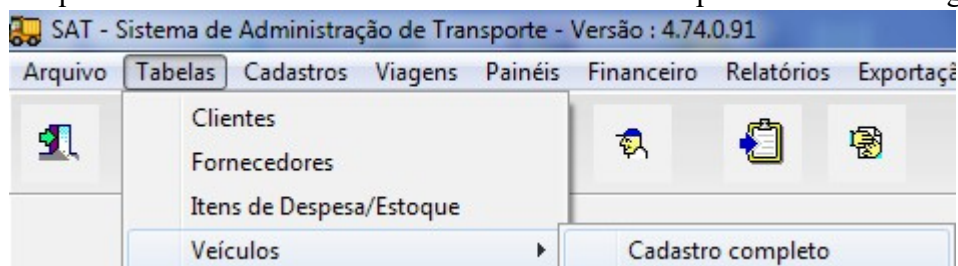 SAT - Sistema de Administração de Transporte - Versão : 4.74.0.91
Arquivo Tabelas Cadastros Viagens Painéis Financeiro Relatórios
Clientes
Fornecedores
Itens de Despesa/Estoque
Veículos Cadastro completo